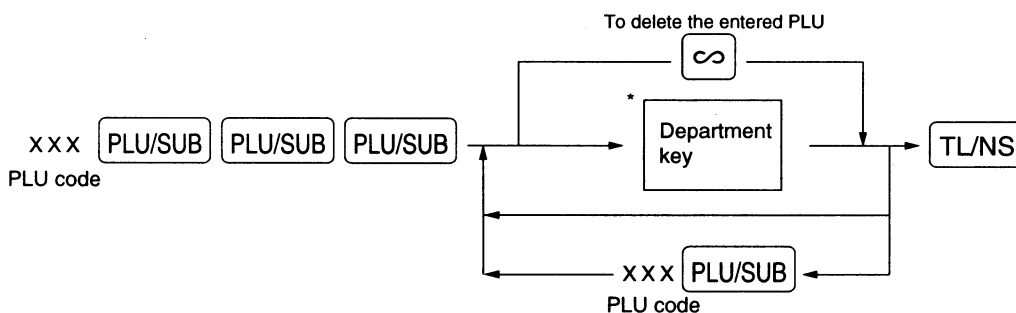 To delete the entered PLU
∽
*
Department
key
XXX PLU/SUB PLU/SUB PLU/SUB
TL/NS
PLU code
XXX PLU/SUB
PLU code